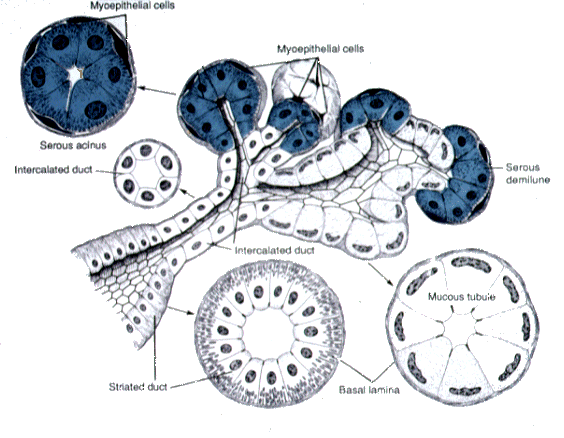 Myoepithelial cells
Myoepithelial cells
Serous acinus
Intercalated duct
Serous
demilune
Intercalated duct
Mucous tubule
Striated duct
Basal lamina